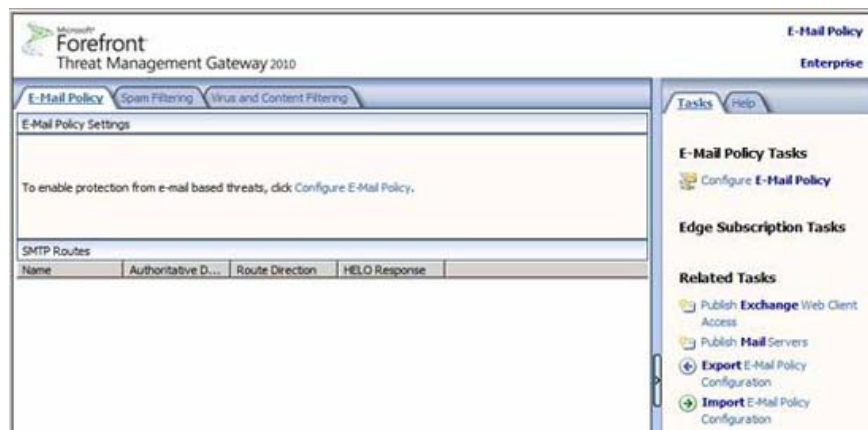 Microsoft
Forefront
Threat Management Gateway 2010
E-Mail Policy
Enterprise
E-Mail Policy
Spam Filtering
Virus and Content Filtering
E-Mail Policy Settings
To enable protection from e-mail based threats, click Configure E-Mail Policy.
SMTP Routes
Name
Authoritative D...
Route Direction
HELO Response
Tasks
Help
E-Mail Policy Tasks
Configure E-Mail Policy
Edge Subscription Tasks
Related Tasks
Publish Exchange Web Client
Access
Publish Mail Servers
Export E-Mail Policy
Configuration
Import E-Mail Policy
Configuration